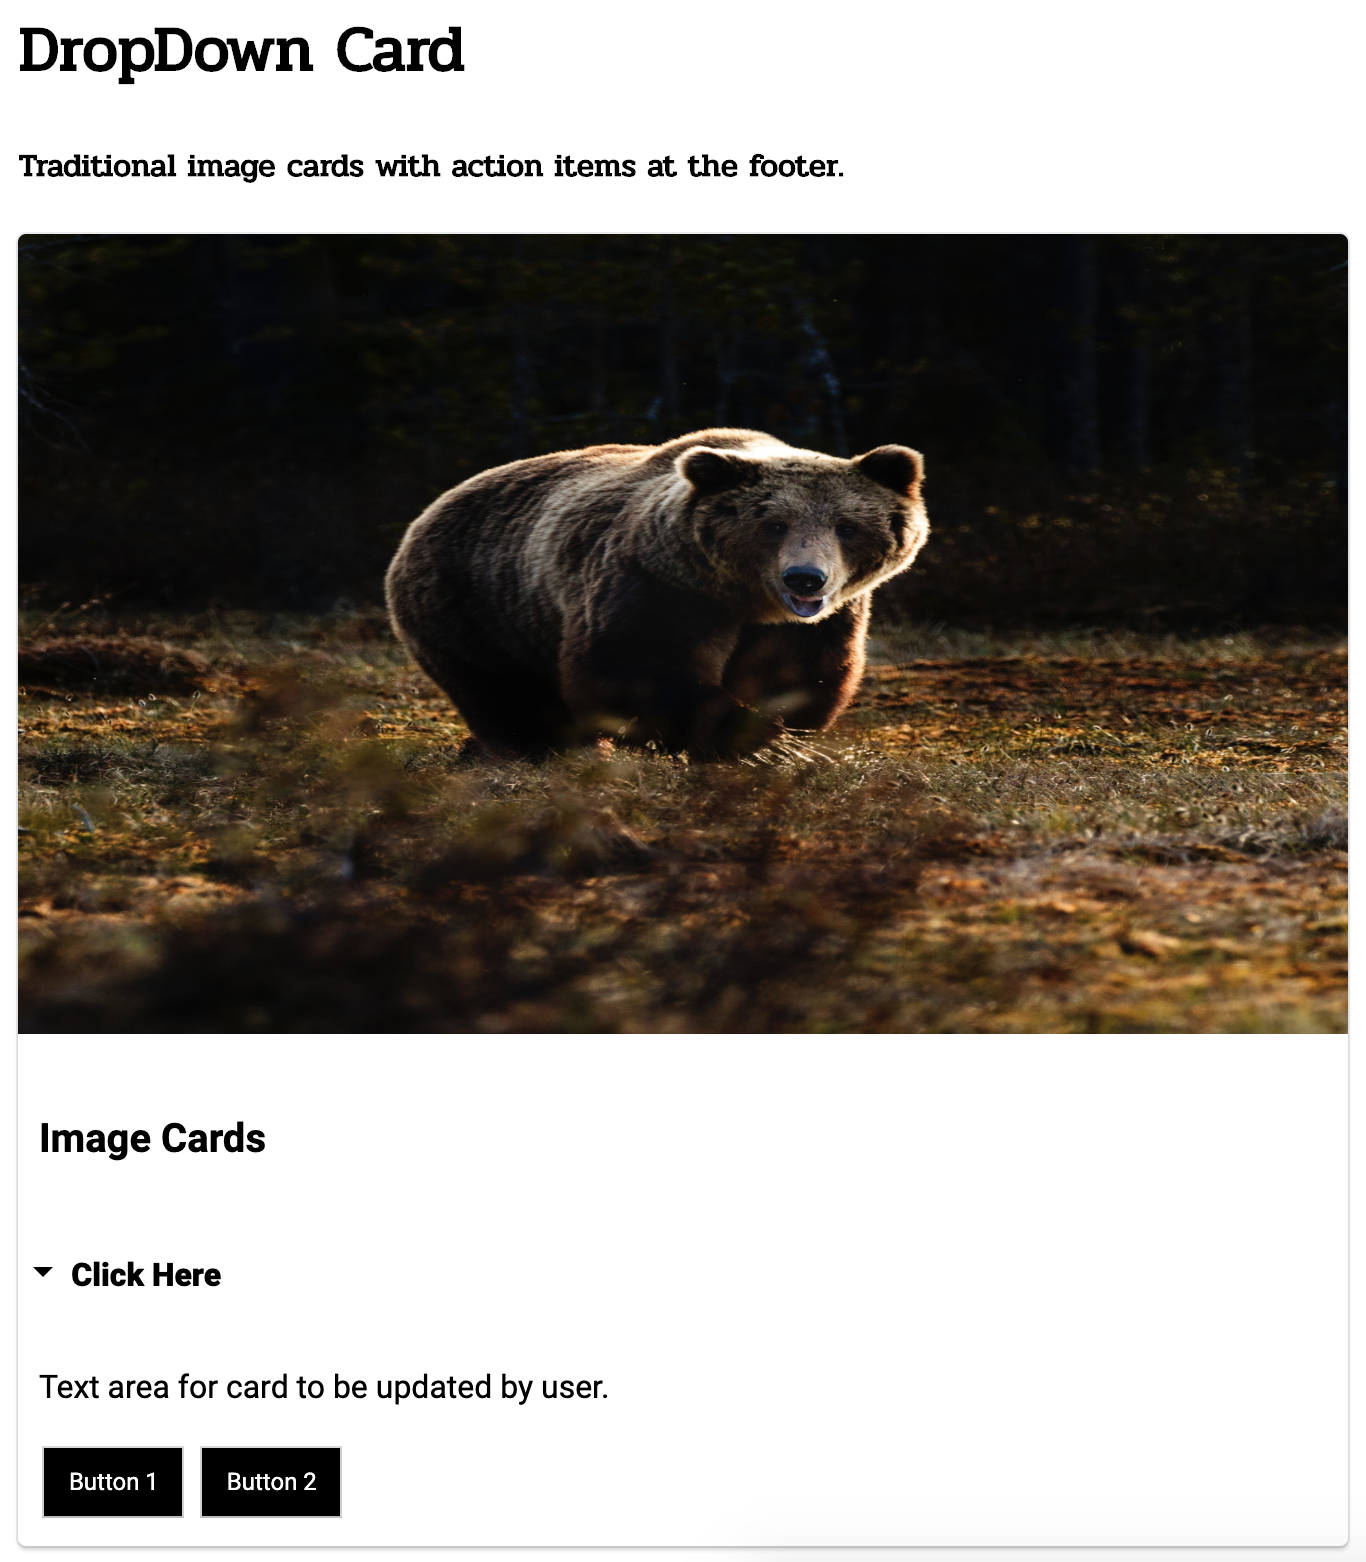 DropDown Card
Traditional image cards with action items at the footer.
Image Cards
Click Here
Text area for card to be updated by user.
Button 1 Button 2